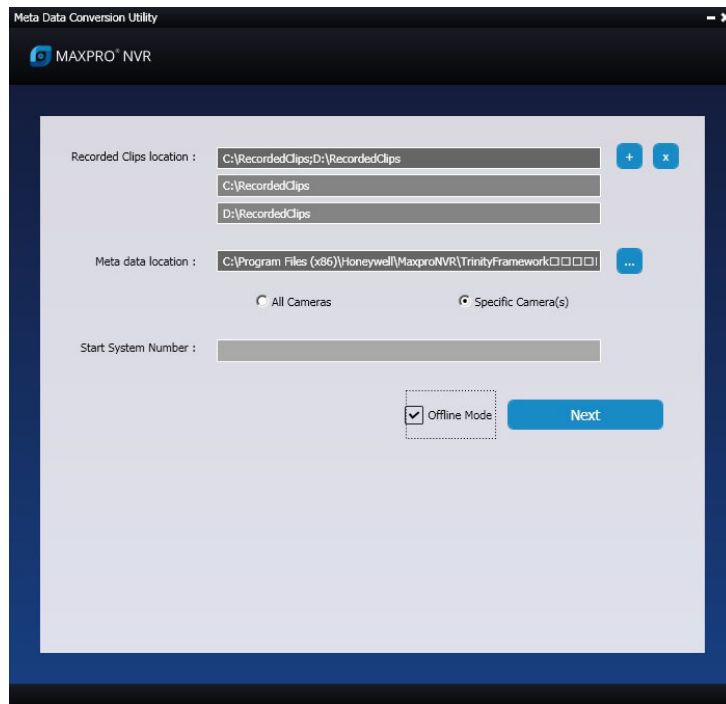 Meta Data Conversion Utility
MAXPRO® NVR
Recorded Clips location :
C:\RecordedClips;D:\RecordedClips
+ x
C:\RecordedClips
D:\RecordedClips
Meta data location :
C:\Program Files (x86)\Honeywell\MaxproNVR\TrinityFramework□□□□
...
All Cameras
Specific Camera(s)
Start System Number :
Offline Mode
Next